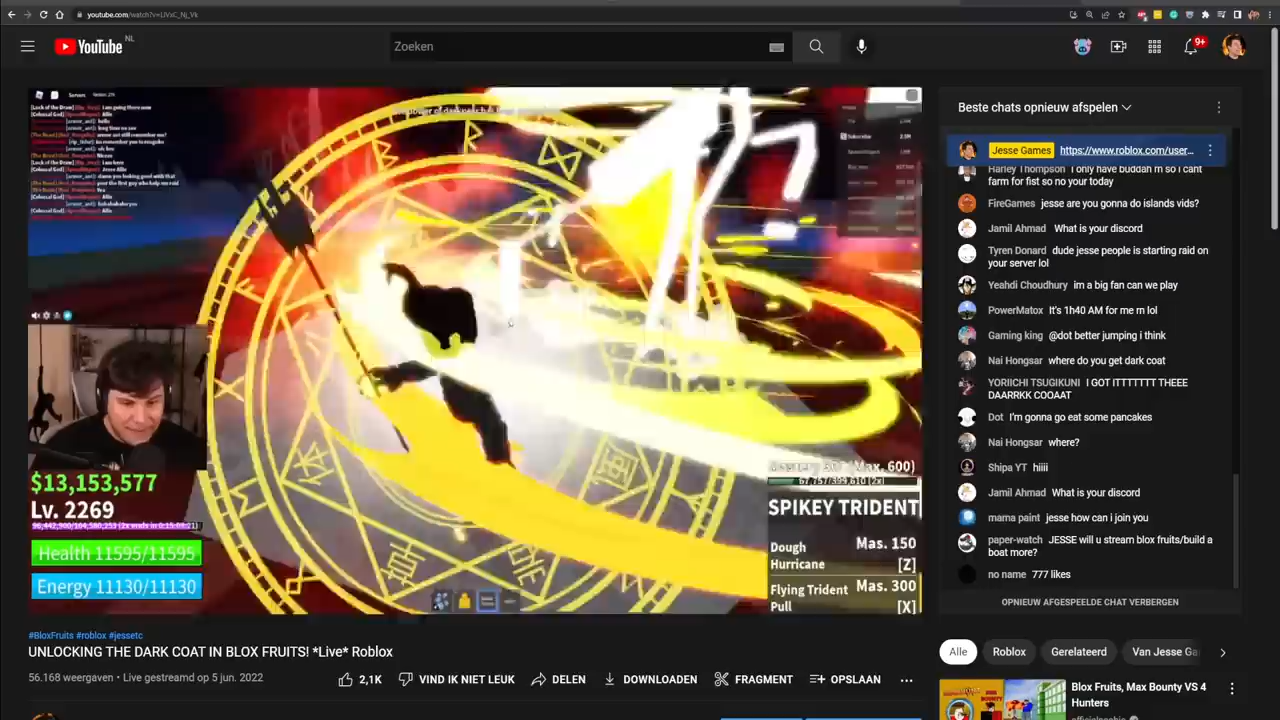 youtube.com/watch?v=
YouTube NL
Zoeken
9+
Beste chats opnieuw afspelen
Jesse Games https://www.roblox.com/user...
Harley Thompson I only have buddah m so i cant
farm for fist so no your today
FireGames jesse are you gonna do islands vids?
Jamil Ahmad What is your discord
Tyren Donard dude jesse people is starting raid on
your server lol
Yeahdi Choudhury im a big fan can we play
PowerMatox It's 1h40 AM for me m lol
Gaming king @dot better jumping i think
Nai Hongsar where do you get dark coat
YORIICHI TSUGIKUNI I GOT ITTTTTTT THEEE
DAARRKK COOAAT
Dot I'm gonna go eat some pancakes
Nai Hongsar where?
Shipa YT hiiii
Jamil Ahmad What is your discord
mama paint jesse how can i join you
paper-watch JESSE will u stream blox fruits/build a
boat more?
no name 777 likes
OPNIEUW AFGESPEELDE CHAT VERBERGEN
$13,153,577
Lv. 2269
Health 11595/11595
Energy 11130/11130
(Max. 600)
SPIKEY TRIDENT
Dough Mas. 150
Hurricane [Z]
Flying Trident Mas. 300
Pull [X]
#BloxFruits #roblox #jessetc
UNLOCKING THE DARK COAT IN BLOX FRUITS! *Live* Roblox
56.168 weergaven • Live gestreamd op 5 jun. 2022
2,1K VIND IK NIET LEUK DELEN DOWNLOADEN FRAGMENT OPSLAAN
Alle Roblox Gerelateerd Van Jesse Ga
Blox Fruits, Max Bounty VS 4
Hunters